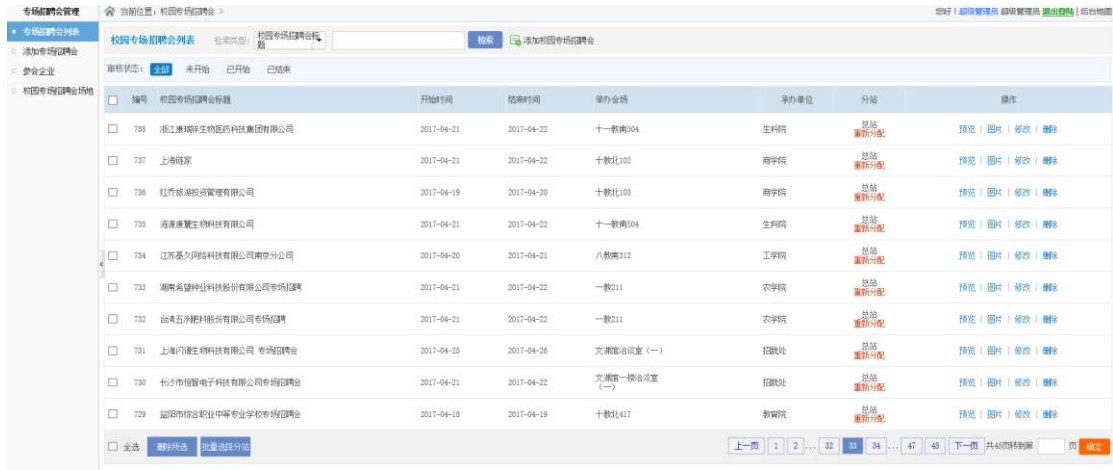 专场招聘会管理
当前位置：校园专场招聘会 >
您好！超级管理员 超级管理员 退出登陆 | 后台地图
专场招聘会列表
添加专场招聘会
参会企业
校园专场招聘会场地
校园专场招聘会列表 检索类型： 校园专场招聘会标题 检索 添加校园专场招聘会
审核状态： 全部 未开始 已开始 已结束
编号 校园专场招聘会标题 开始时间 结束时间 举办会场 承办单位 分站 操作
738 浙江康瑞祥生物医药科技集团有限公司 2017-04-21 2017-04-22 十一教南504 生科院 总站 重新分配 预览 | 图片 | 修改 | 删除
737 上海链家 2017-04-21 2017-04-22 十教北102 商学院 总站 重新分配 预览 | 图片 | 修改 | 删除
736 红乔旅游投资管理有限公司 2017-04-19 2017-04-20 十教北103 商学院 总站 重新分配 预览 | 图片 | 修改 | 删除
735 涟源康麓生物科技有限公司 2017-04-21 2017-04-22 十一教南504 生科院 总站 重新分配 预览 | 图片 | 修改 | 删除
734 江苏基久网络科技有限公司南京分公司 2017-04-20 2017-04-21 八教南312 工学院 总站 重新分配 预览 | 图片 | 修改 | 删除
733 湖南希望种业科技股份有限公司专场招聘 2017-04-21 2017-04-22 一教211 农学院 总站 重新分配 预览 | 图片 | 修改 | 删除
732 台湾五洲肥料股份有限公司专场招聘 2017-04-21 2017-04-22 一教211 农学院 总站 重新分配 预览 | 图片 | 修改 | 删除
731 上海闪谱生物科技有限公司 专场招聘会 2017-04-25 2017-04-26 文渊馆洽谈室（一） 招就处 总站 重新分配 预览 | 图片 | 修改 | 删除
730 长沙市恒智电子科技有限公司专场招聘会 2017-04-21 2017-04-22 文渊馆一楼洽谈室（一） 招就处 总站 重新分配 预览 | 图片 | 修改 | 删除
729 益阳市综合职业中等专业学校专场招聘会 2017-04-18 2017-04-19 十教北417 教育院 总站 重新分配 预览 | 图片 | 修改 | 删除
全选 删除所选 批量选择分站 上一页 1 2 ... 32 33 34 ... 47 48 下一页 共48页转到第 页 确定